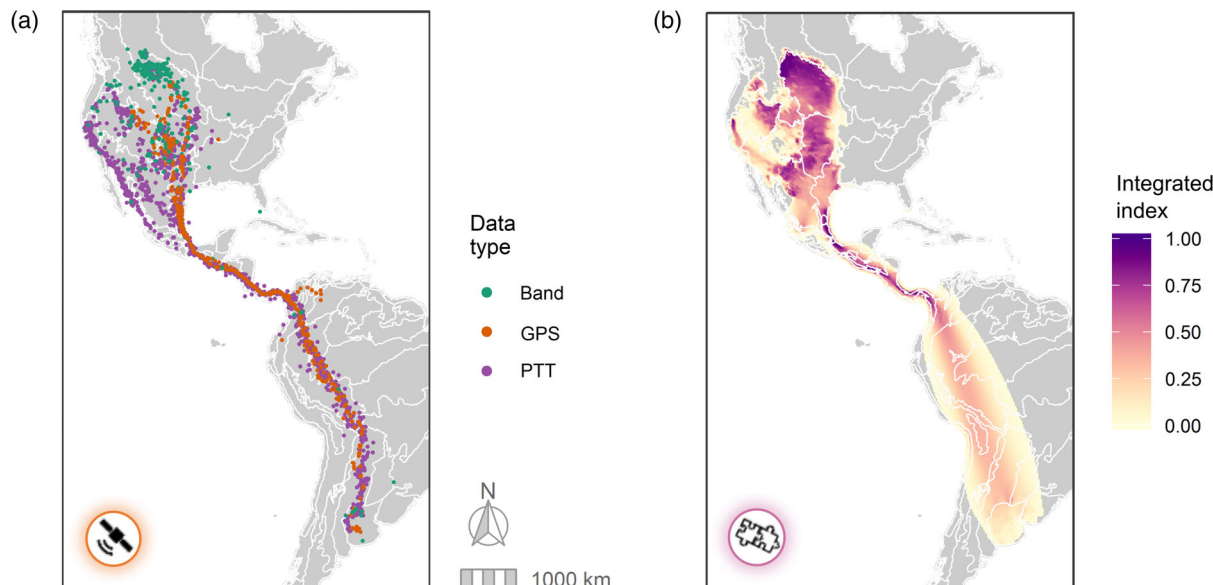 (a)
Data
type
Band
GPS
PTT
N
1000 km
(b)
Integrated
index
1.00
0.75
0.50
0.25
0.00